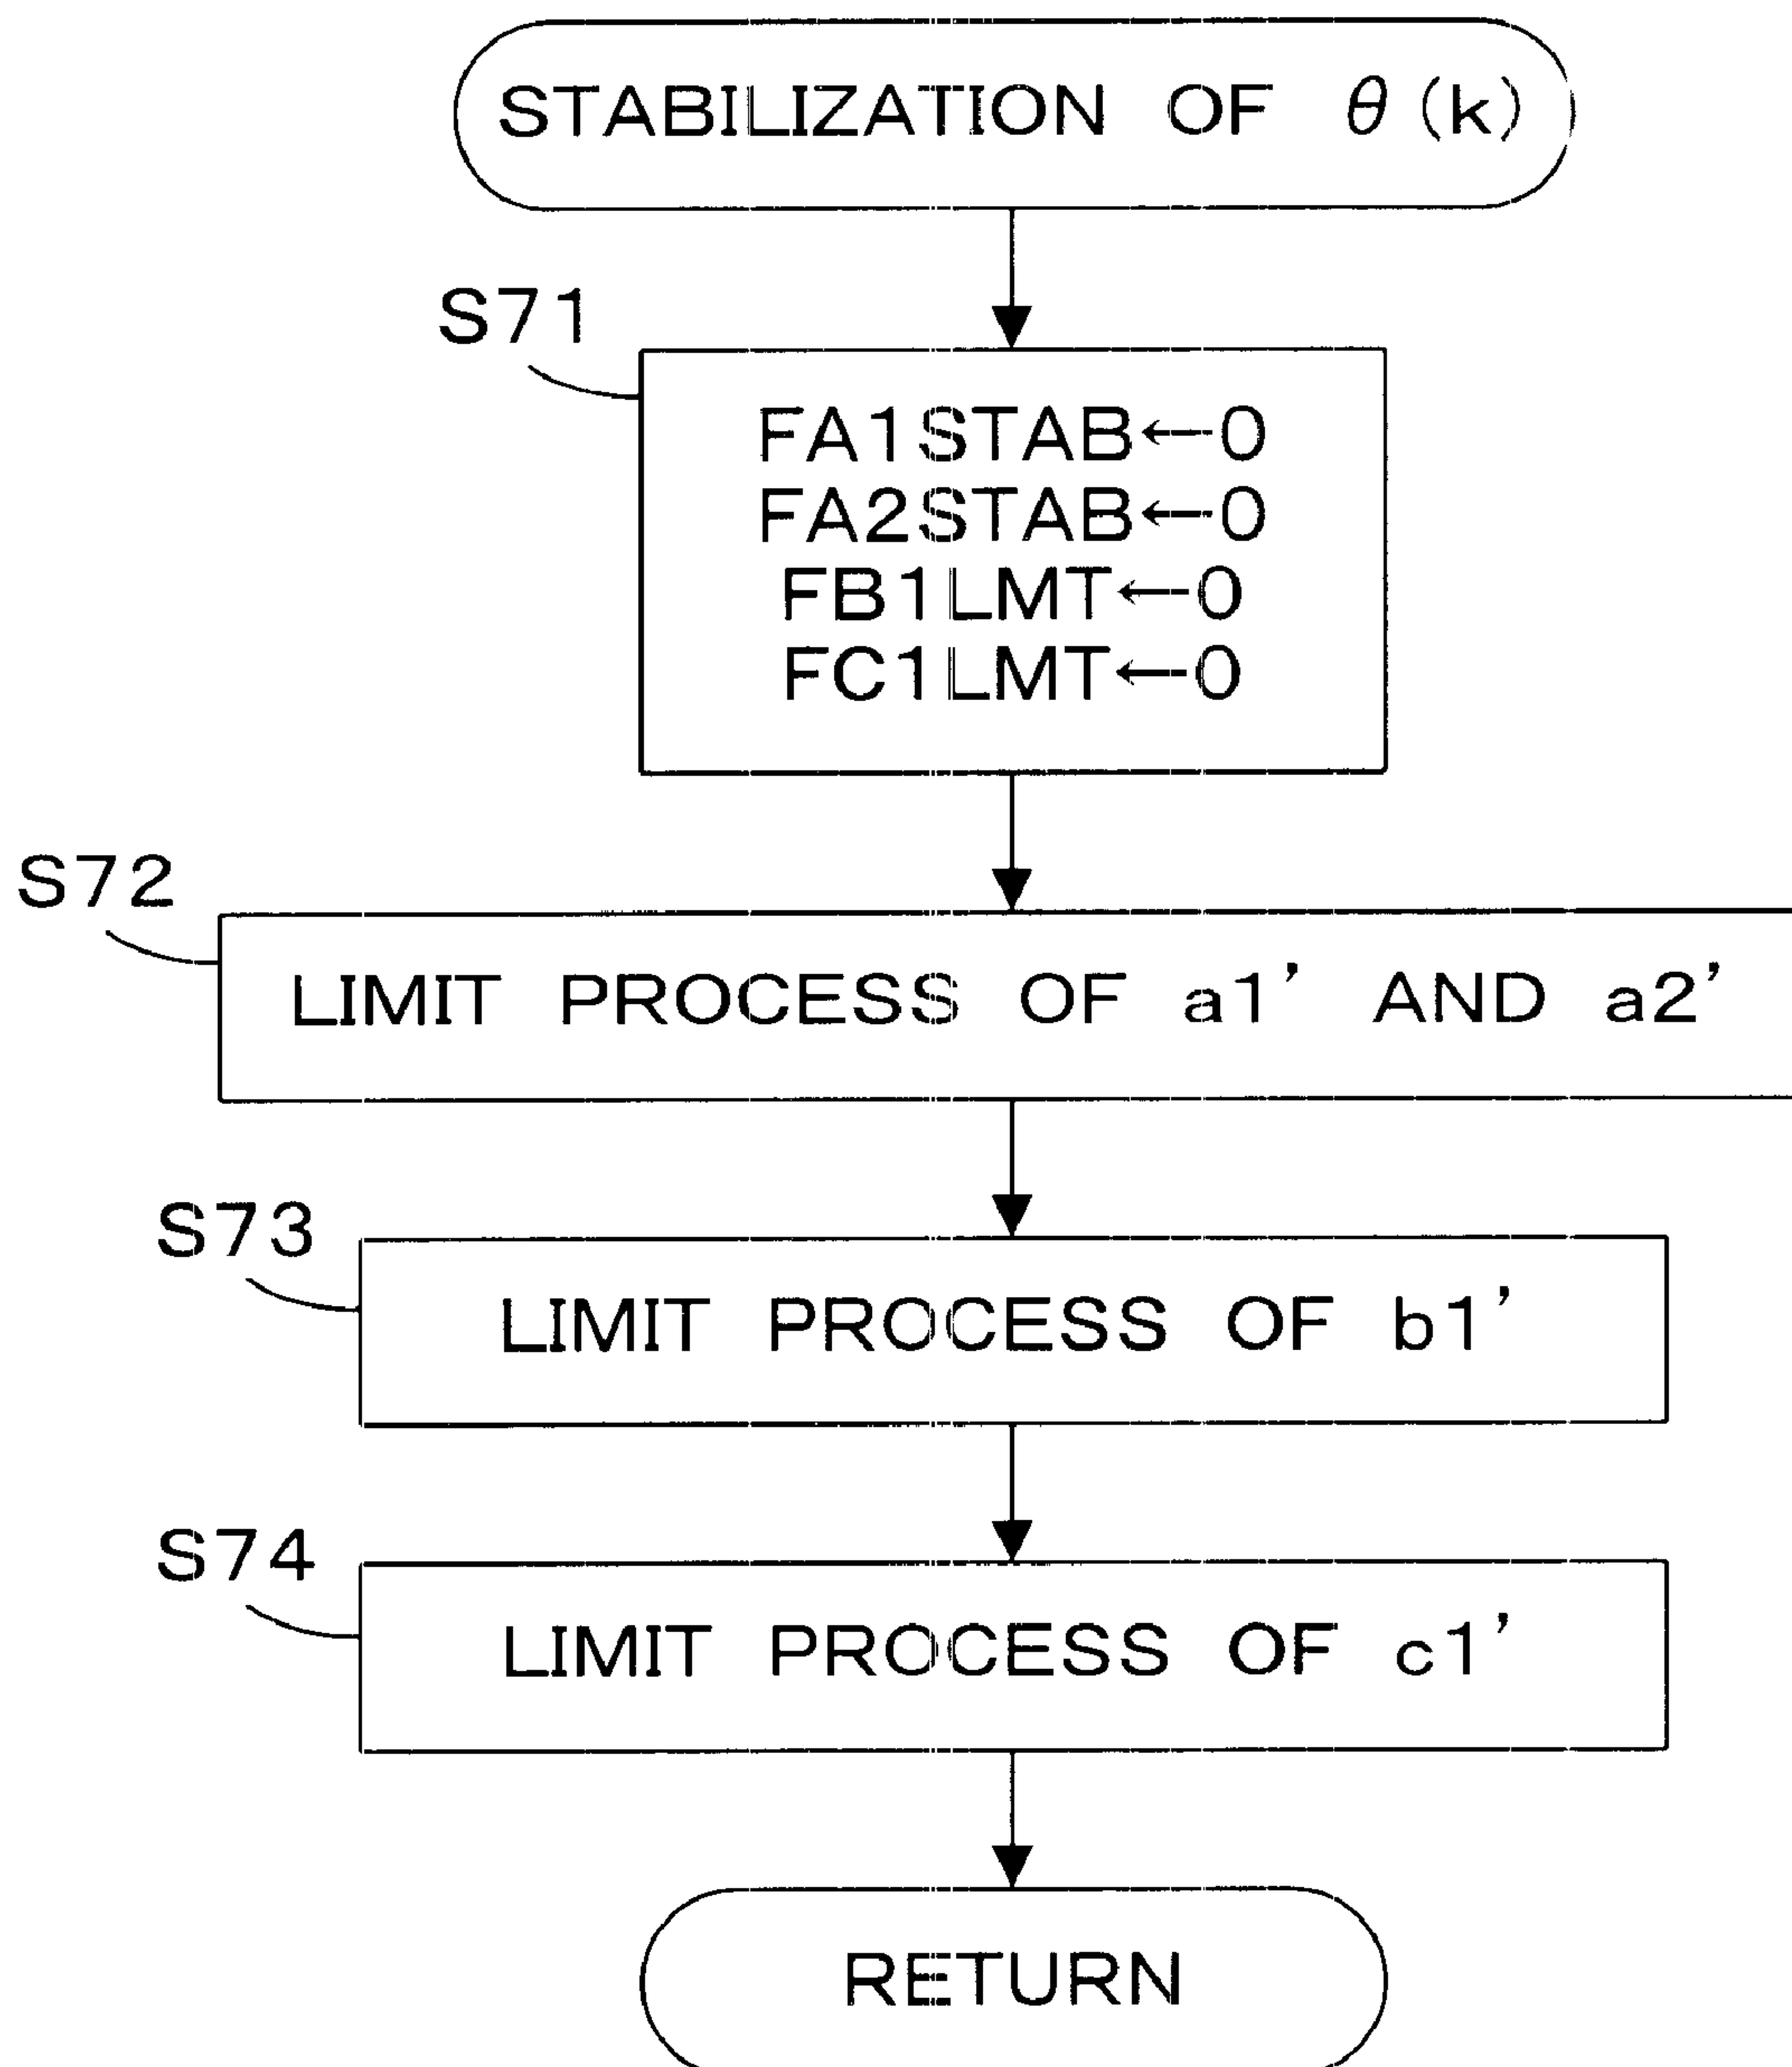 STABILIZATION OF θ (k)
S71
FA1STAB←0
FA2STAB←0
FB1LMT←0
FC1LMT←0
S72
LIMIT PROCESS OF a1' AND a2'
S73
LIMIT PROCESS OF b1'
S74
LIMIT PROCESS OF c1'
RETURN